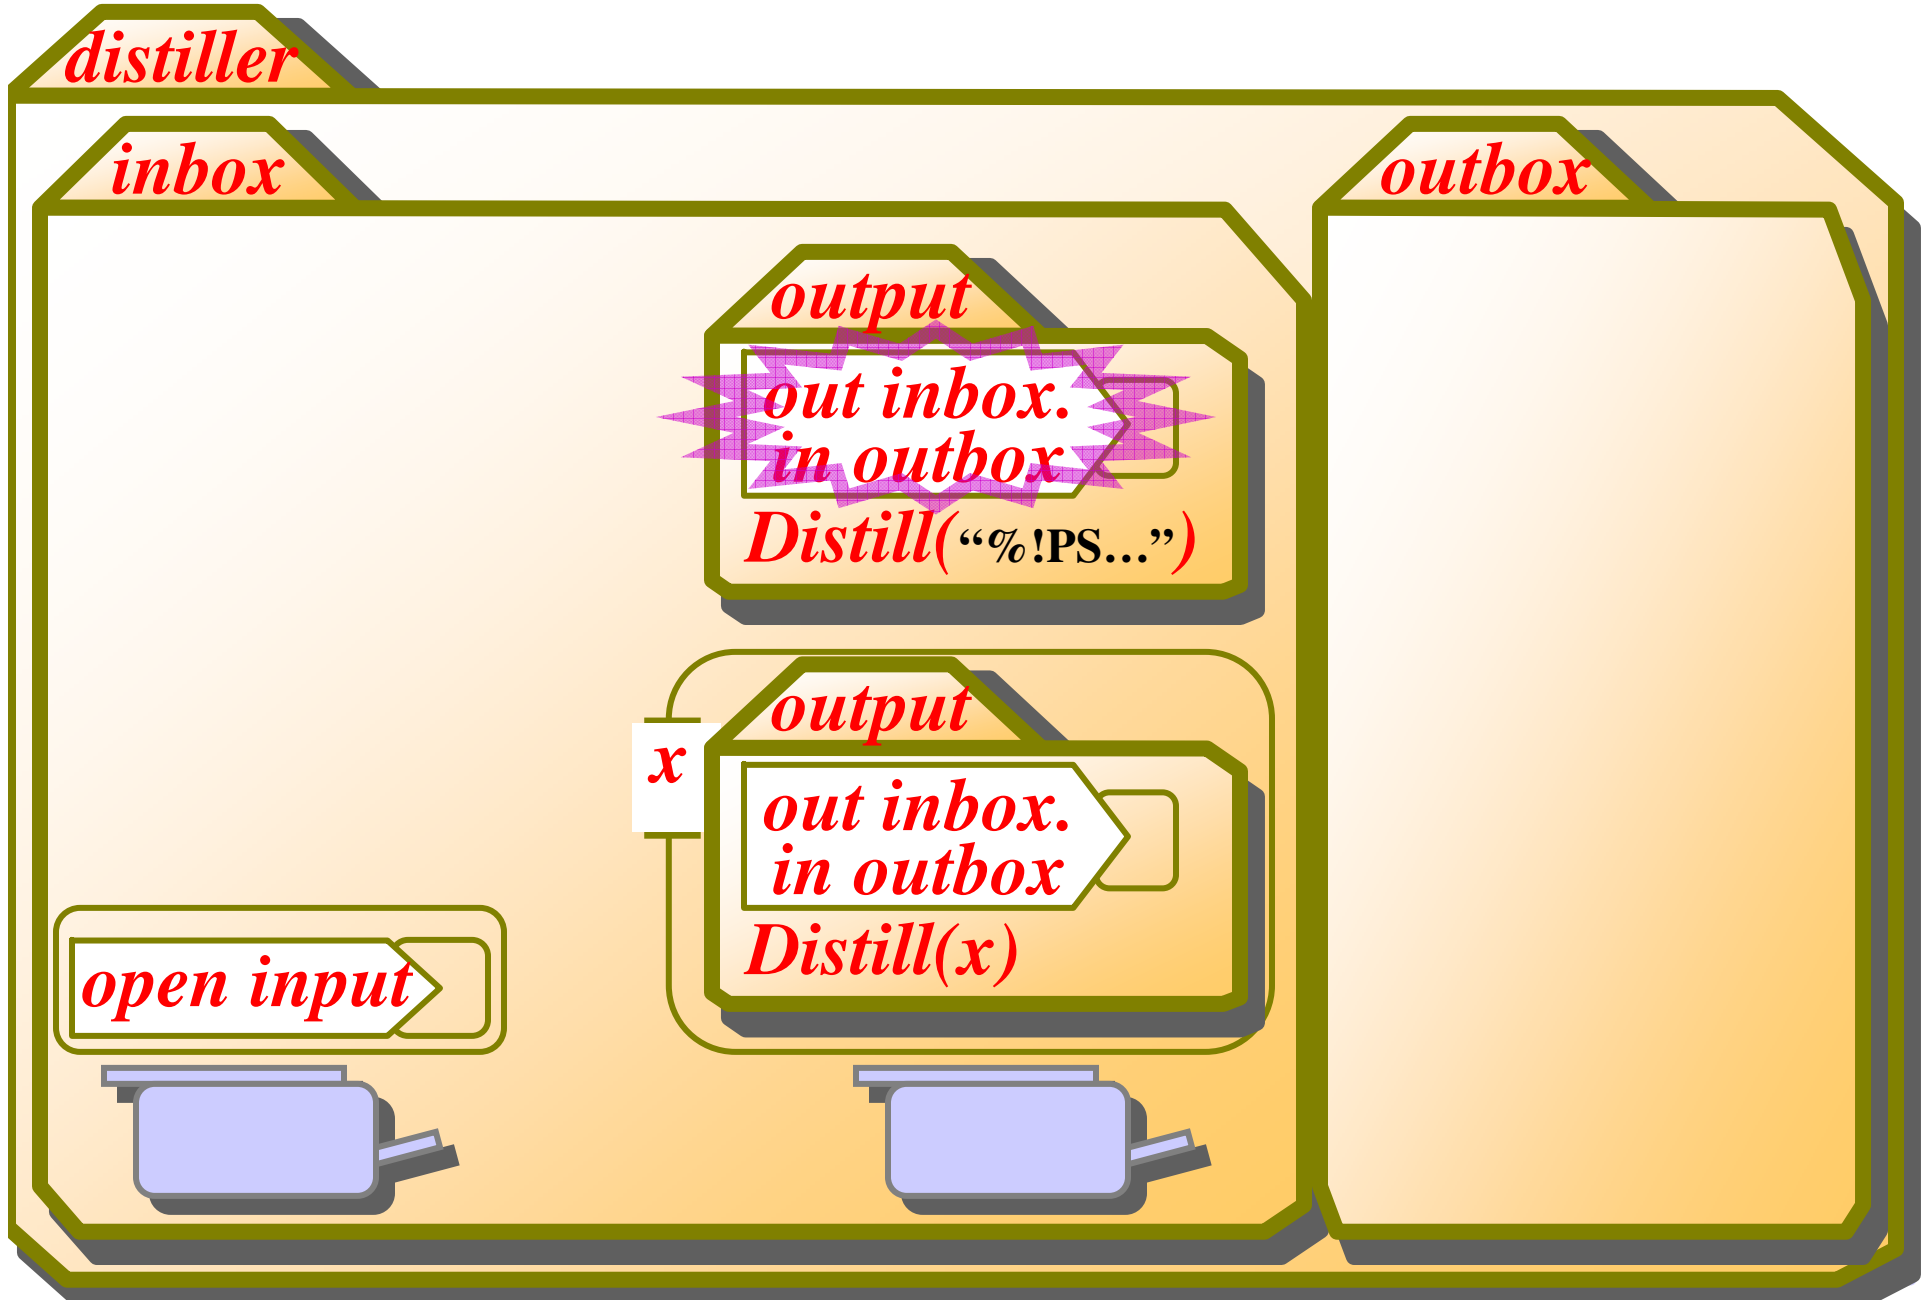 distiller
inbox
outbox
output
out inbox.
in outbox
Distill(“%!PS…”)
output
x
out inbox.
in outbox
Distill(x)
open input